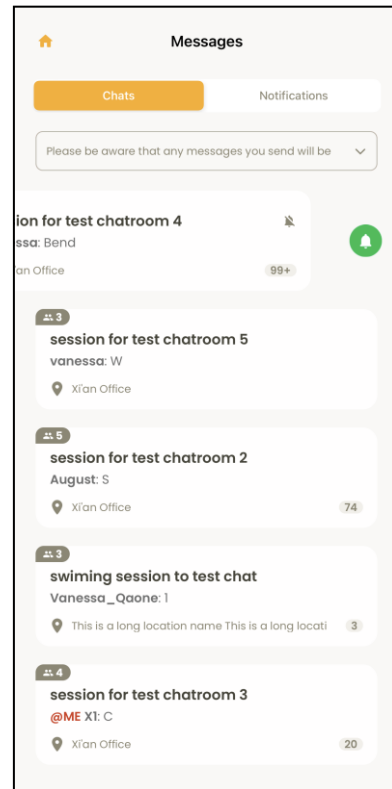 Messages
Chats
Notifications
Please be aware that any messages you send will be
ion for test chatroom 4
ssa: Bend
'an Office
99+
3
session for test chatroom 5
vanessa: W
Xi'an Office
5
session for test chatroom 2
August: S
Xi'an Office
74
3
swiming session to test chat
Vanessa_Qaone: 1
This is a long location name This is a long locati
3
4
session for test chatroom 3
@ME X1: C
Xi'an Office
20